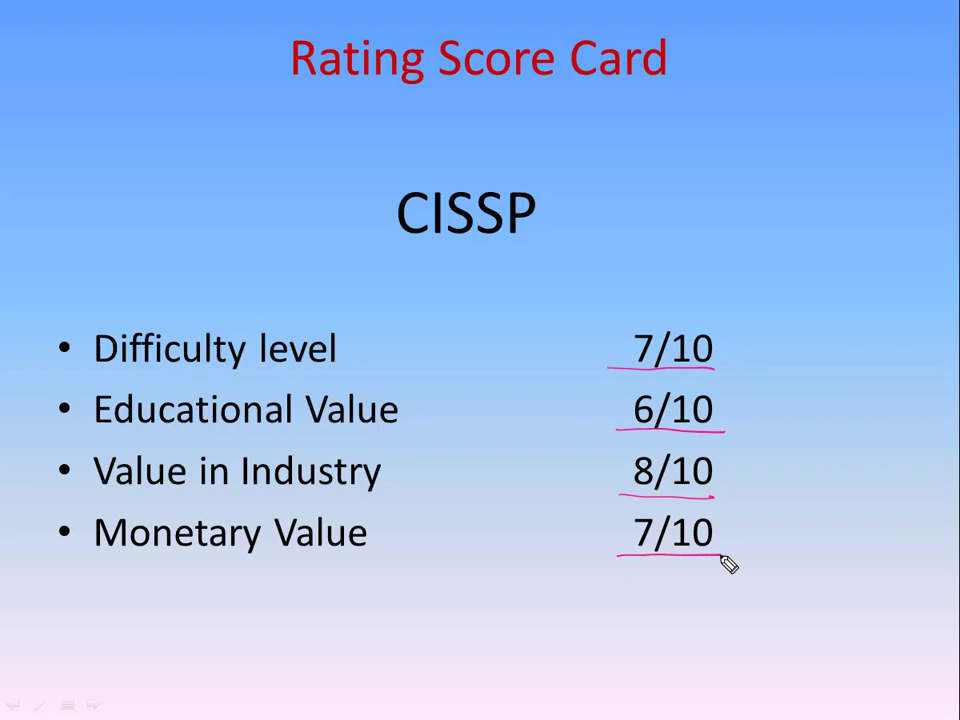 Rating Score Card
CISSP
• Difficulty level 7/10
• Educational Value 6/10
• Value in Industry 8/10
• Monetary Value 7/10